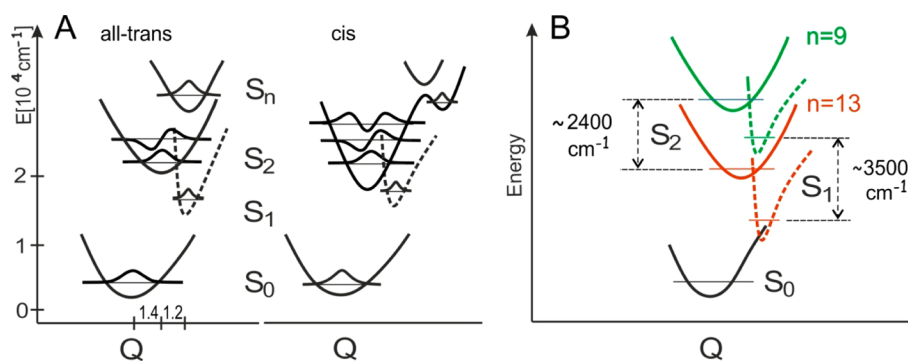 A
all-trans
cis
E[10⁴cm⁻¹]
2
1
0
Sₙ
S₂
S₁
S₀
1.4
1.2
Q
Q
B
Energy
n=9
n=13
~2400
cm⁻¹
S₂
~3500
cm⁻¹
S₁
S₀
Q